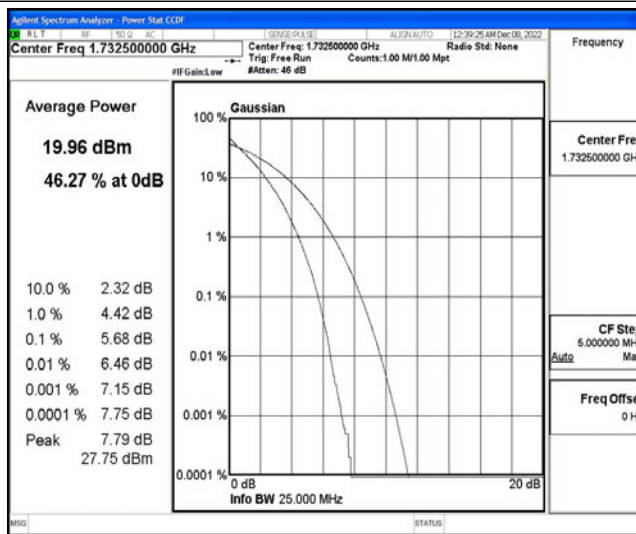 Agilent Spectrum Analyzer - Power Stat CCDF
RLT RF 50 Ω AC SENSE:PULSE ALIGN AUTO 12:39:25 AM Dec 08, 2022
Center Freq 1.732500000 GHz
Center Freq: 1.732500000 GHz Radio Std: None
Trig: Free Run Counts:1.00 M/1.00 Mpt
#IFGain:Low #Atten: 46 dB
Frequency
Average Power
19.96 dBm
46.27 % at 0dB
10.0 % 2.32 dB
1.0 % 4.42 dB
0.1 % 5.68 dB
0.01 % 6.46 dB
0.001 % 7.15 dB
0.0001 % 7.75 dB
Peak 7.79 dB
27.75 dBm
Gaussian
100 %
10 %
1 %
0.1 %
0.01 %
0.001 %
0.0001 %
0 dB 20 dB
Info BW 25.000 MHz
Center Fre
1.732500000 GH
CF Ste
5.000000 MH
Auto Ma
Freq Offse
0 H
MSG STATUS